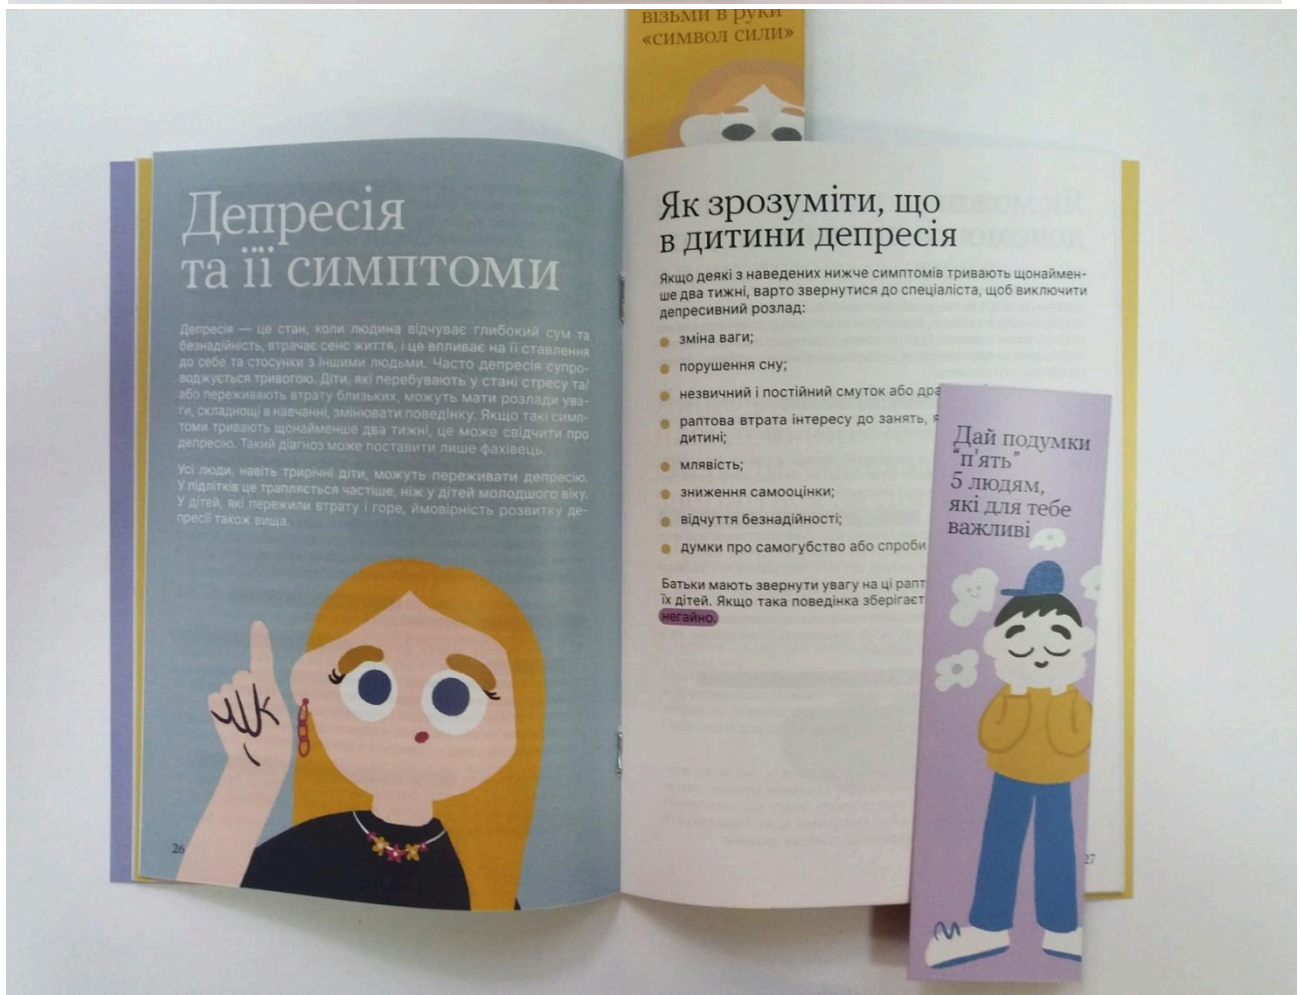 візьми в руки
«символ сили»
Депресія
та її симптоми
Депресія — це стан, коли людина відчуває глибокий сум та
безнадійність, втрачає сенс життя, і це впливає на її ставлення
до себе та стосунки з іншими людьми. Часто депресія супро-
воджується тривогою. Діти, які перебувають у стані стресу та/
або переживають втрату близьких, можуть мати розлади ува-
ги, складнощі в навчанні, змінювати поведінку. Якщо такі симп-
томи тривають щонайменше два тижні, це може свідчити про
депресію. Такий діагноз може поставити лише фахівець.
Усі люди, навіть трирічні діти, можуть переживати депресію.
У підлітків це трапляється частіше, ніж у дітей молодшого віку.
У дітей, які пережили втрату і горе, ймовірність розвитку де-
пресії також вища.
26
Як зрозуміти, що
в дитини депресія
Якщо деякі з наведених нижче симптомів тривають щонаймен-
ше два тижні, варто звернутися до спеціаліста, щоб виключити
депресивний розлад:
зміна ваги;
порушення сну;
незвичний і постійний смуток або
раптова втрата інтересу до занять,
дитині;
млявість;
зниження самооцінки;
відчуття безнадійності;
думки про самогубство або спроби
Батьки мають звернути увагу на ці
їх дітей. Якщо така поведінка
негайно.
27
Дай подумки
"п'ять"
5 людям,
які для тебе
важливі